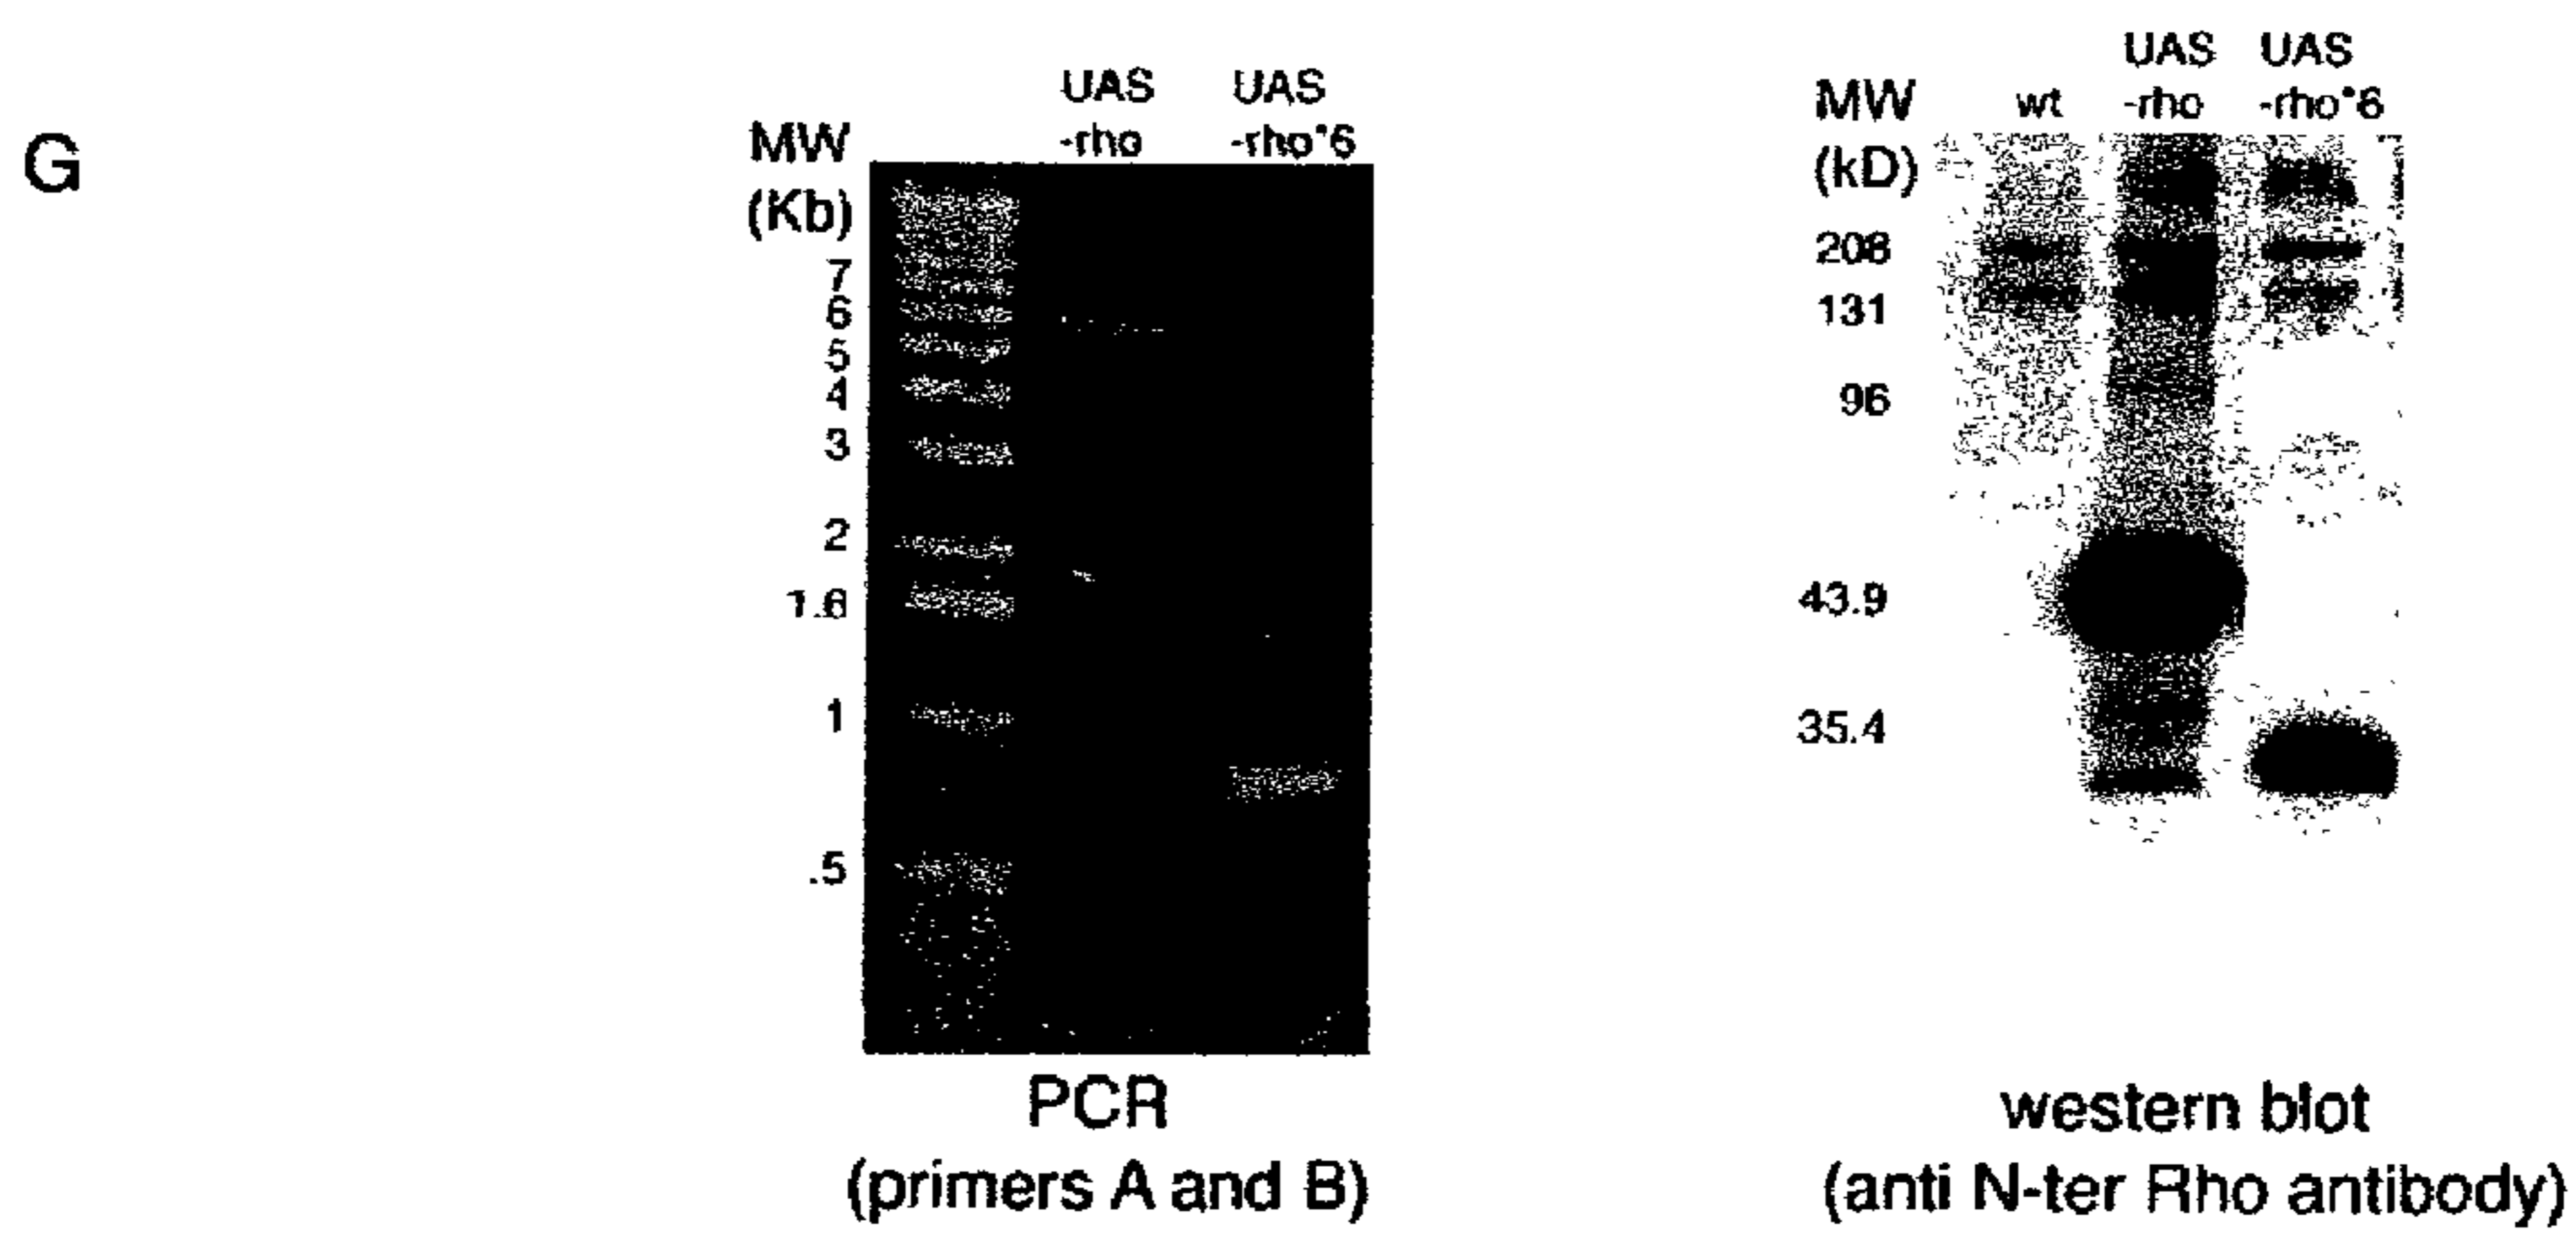 G
MW
(Kb)
UAS
-rho
UAS
-rho*6
7
6
5
4
3
2
1.6
1
.5
PCR
(primers A and B)
MW
(kD)
wt
UAS
-rho
UAS
-rho*6
208
131
96
43.9
35.4
western blot
(anti N-ter Rho antibody)